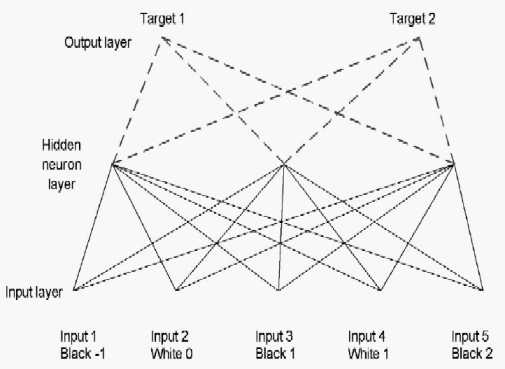 Target 1
Target 2
Output layer
Hidden
neuron
layer
Input layer
Input 1
Black -1
Input 2
White 0
Input 3
Black 1
Input 4
White 1
Input 5
Black 2